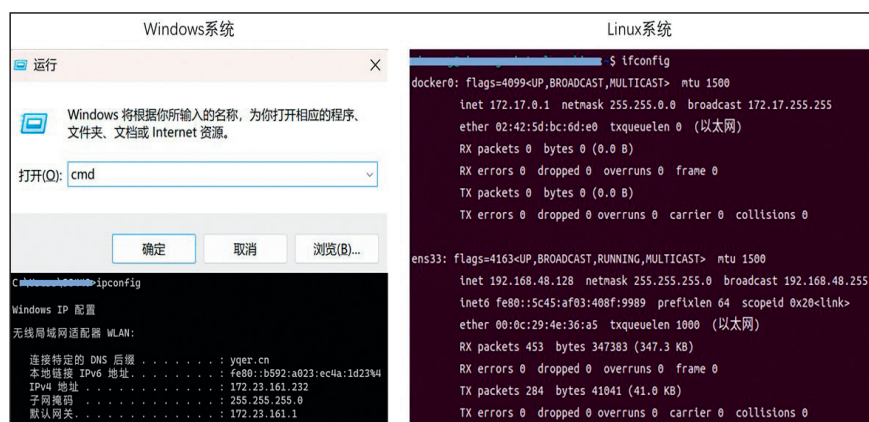 Windows系统
运行
Windows 将根据你所输入的名称，为你打开相应的程序、
文件夹、文档或 Internet 资源。
打开(O): cmd
确定 取消 浏览(B)...
>ipconfig
Windows IP 配置
无线局域网适配器 WLAN:
连接特定的 DNS 后缀 . . . . . . . : yqer.cn
本地链接 IPv6 地址. . . . . . . . : fe80::b592:a023:ec4a:1d23%4
IPv4 地址 . . . . . . . . . . . . : 172.23.161.232
子网掩码 . . . . . . . . . . . . : 255.255.255.0
默认网关. . . . . . . . . . . . . : 172.23.161.1
Linux系统
$ ifconfig
docker0: flags=4099<UP,BROADCAST,MULTICAST> mtu 1500
inet 172.17.0.1 netmask 255.255.0.0 broadcast 172.17.255.255
ether 02:42:5d:bc:6d:e0 txqueuelen 0 (以太网)
RX packets 0 bytes 0 (0.0 B)
RX errors 0 dropped 0 overruns 0 frame 0
TX packets 0 bytes 0 (0.0 B)
TX errors 0 dropped 0 overruns 0 carrier 0 collisions 0
ens33: flags=4163<UP,BROADCAST,RUNNING,MULTICAST> mtu 1500
inet 192.168.48.128 netmask 255.255.255.0 broadcast 192.168.48.255
inet6 fe80::5c45:af03:408f:9989 prefixlen 64 scopeid 0x20<link>
ether 00:0c:29:4e:36:a5 txqueuelen 1000 (以太网)
RX packets 453 bytes 347383 (347.3 KB)
RX errors 0 dropped 0 overruns 0 frame 0
TX packets 284 bytes 41041 (41.0 KB)
TX errors 0 dropped 0 overruns 0 carrier 0 collisions 0